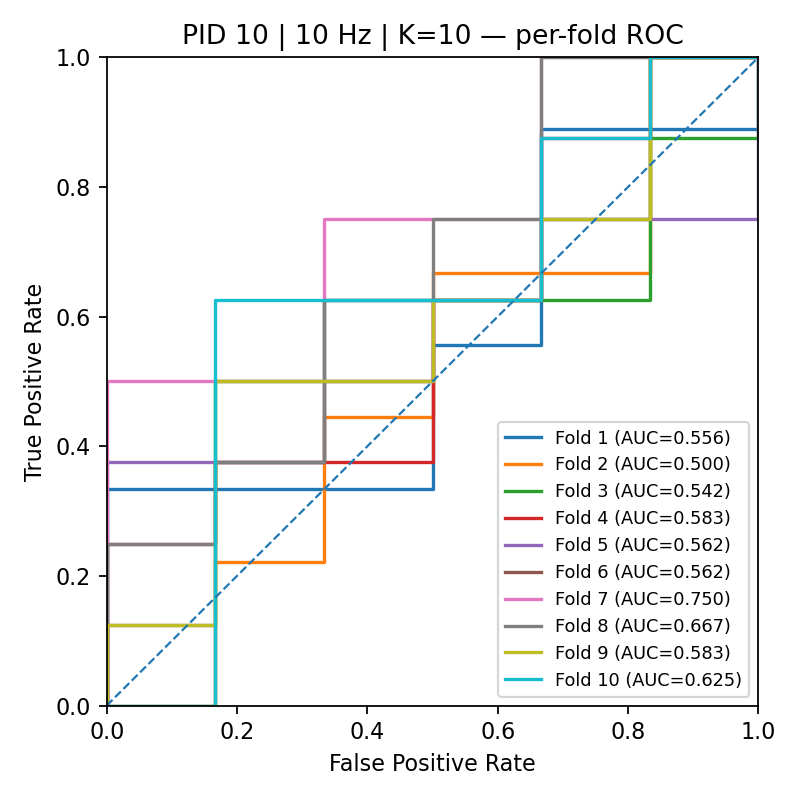 PID 10 | 10 Hz | K=10 — per-fold ROC
1.0
0.8
0.6
0.4
0.2
0.0
True Positive Rate
Fold 1 (AUC=0.556)
Fold 2 (AUC=0.500)
Fold 3 (AUC=0.542)
Fold 4 (AUC=0.583)
Fold 5 (AUC=0.562)
Fold 6 (AUC=0.562)
Fold 7 (AUC=0.750)
Fold 8 (AUC=0.667)
Fold 9 (AUC=0.583)
Fold 10 (AUC=0.625)
0.0 0.2 0.4 0.6 0.8 1.0
False Positive Rate